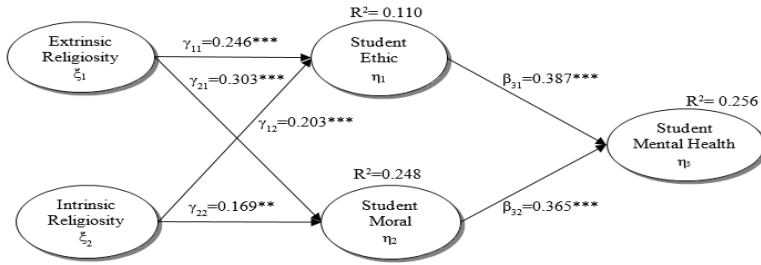 R²= 0.110
Extrinsic
Religiosity
ξ₁
γ₁₁=0.246***
Student
Ethic
η₁
γ₂₁=0.303***
β₃₁=0.387***
R²= 0.256
γ₁₂=0.203***
Student
Mental Health
η₃
R²=0.248
Intrinsic
Religiosity
ξ₂
γ₂₂=0.169**
Student
Moral
η₂
β₃₂=0.365***